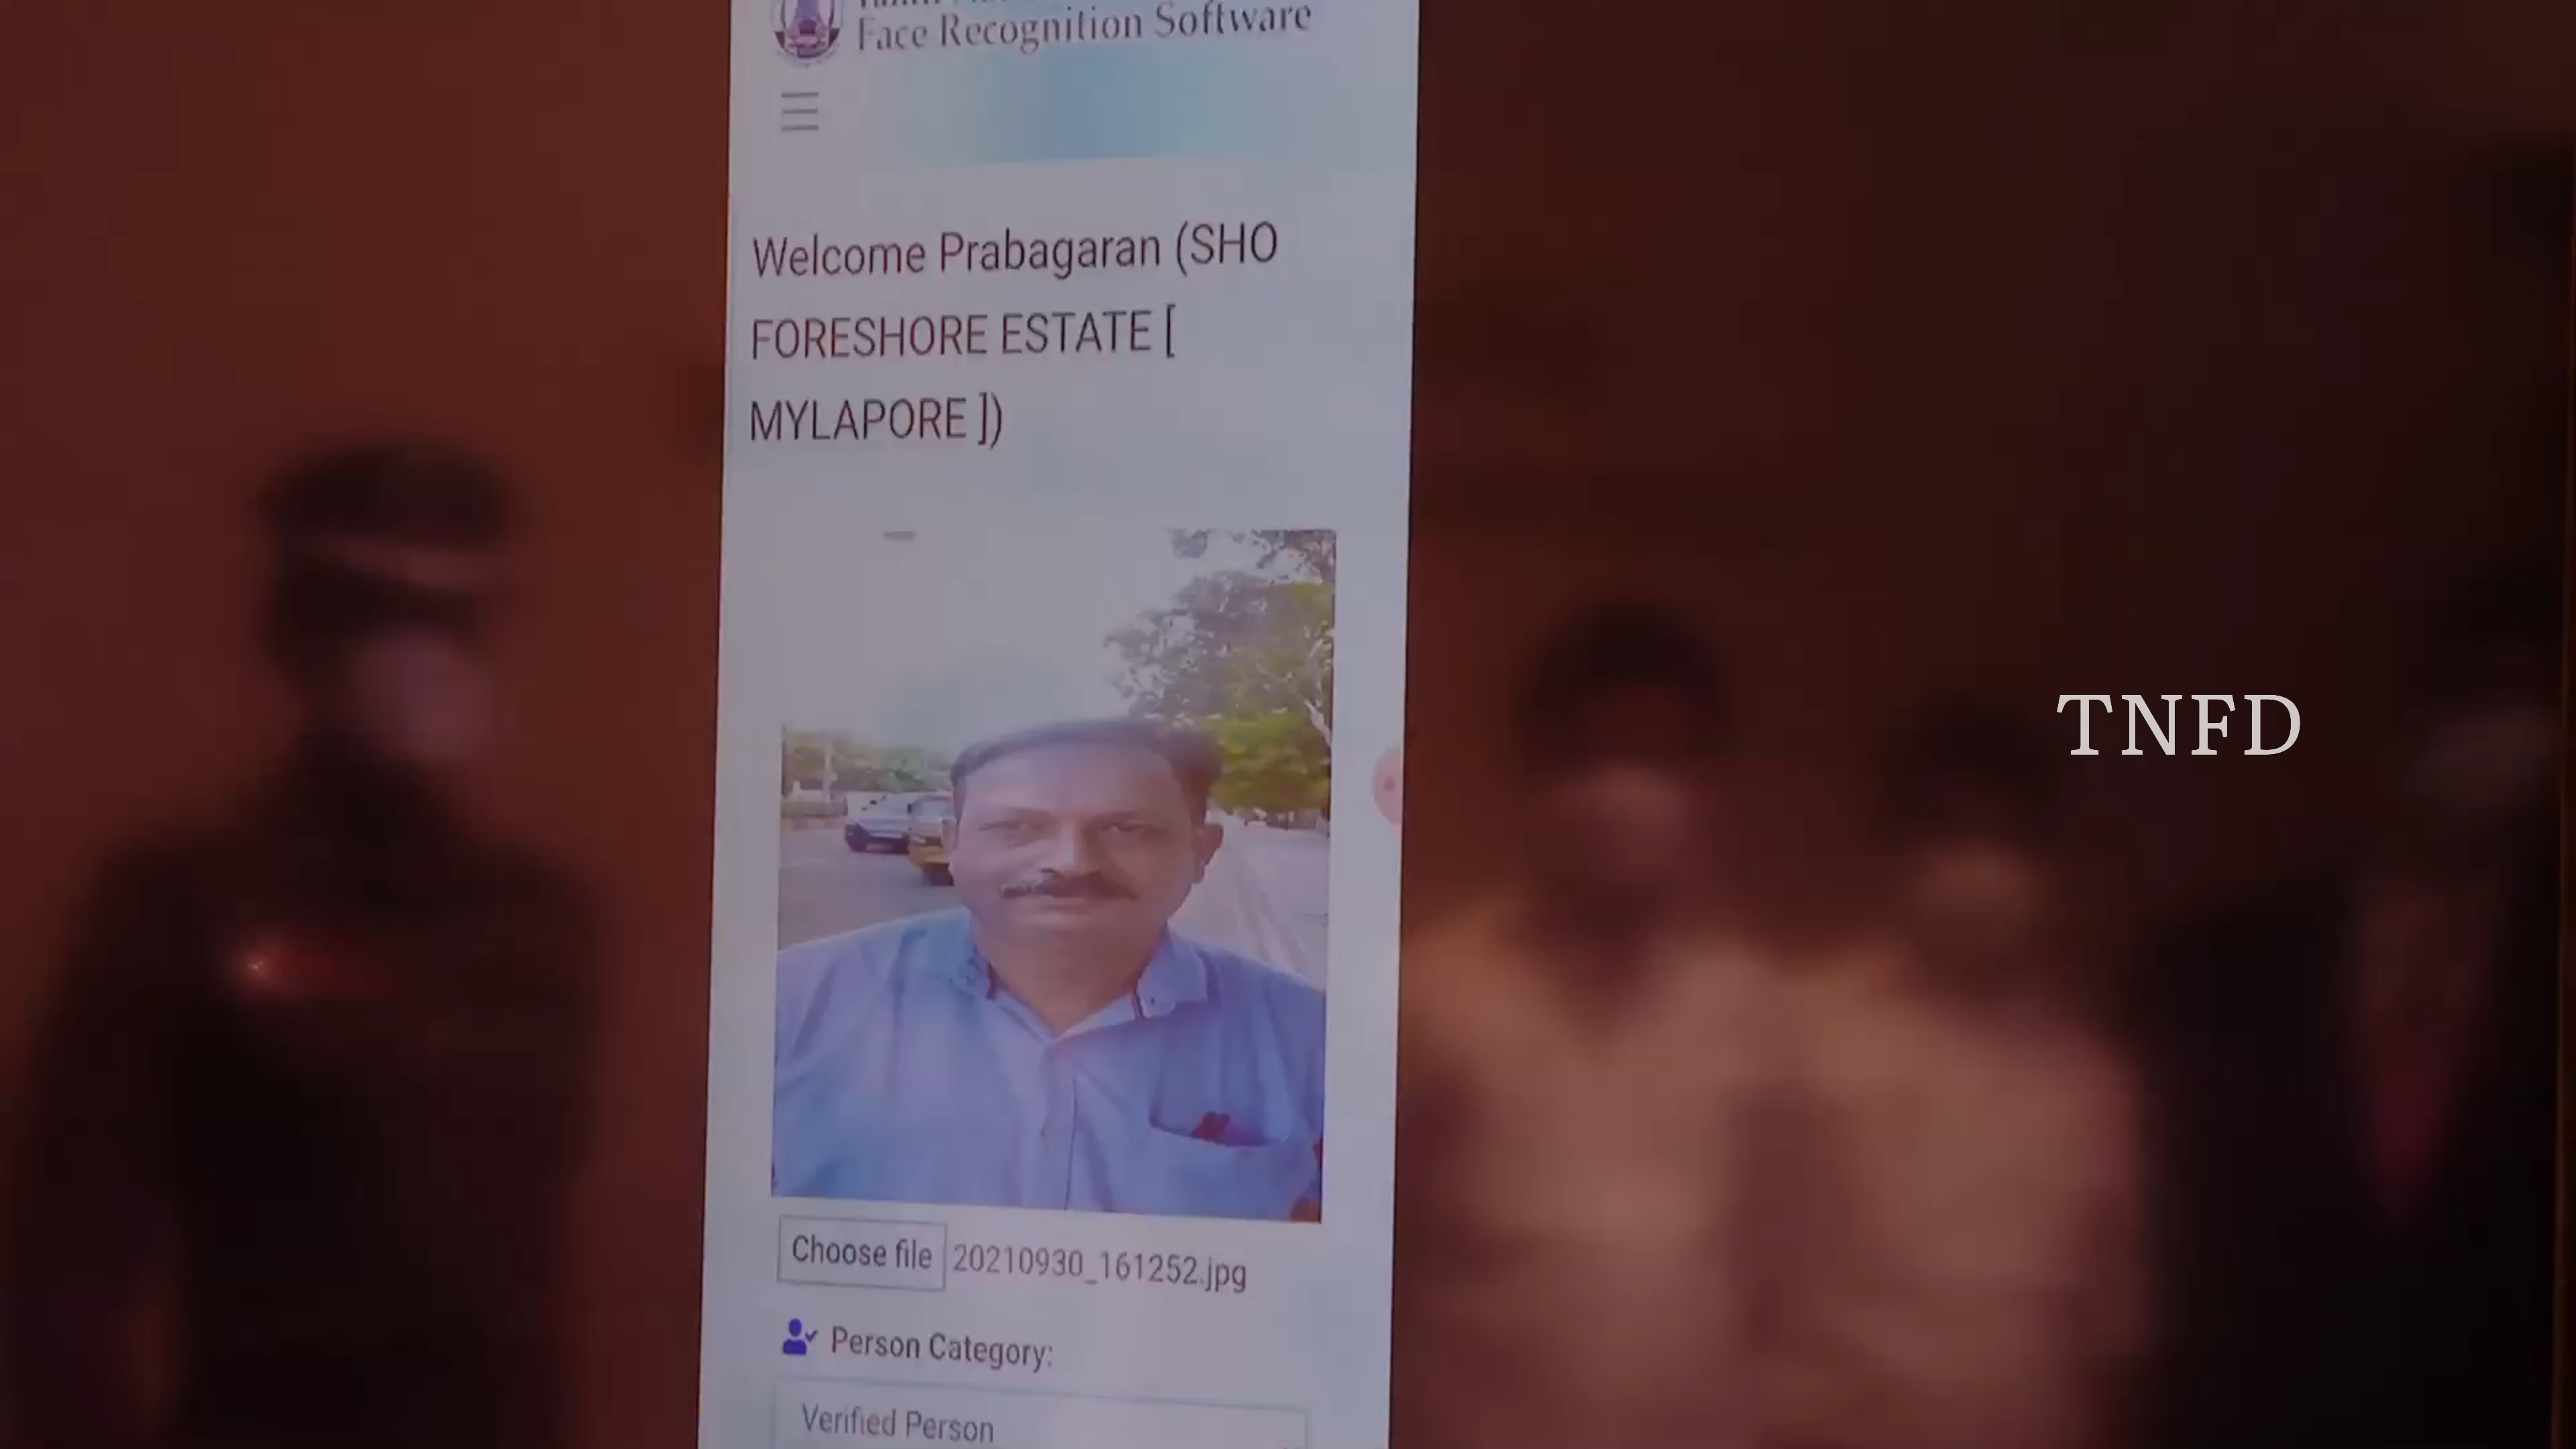 Face Recognition Software
Welcome Prabagaran (SHO
FORESHORE ESTATE [
MYLAPORE ])
TNFD
Choose file 20210930_161252.jpg
Person Category:
Verified Person